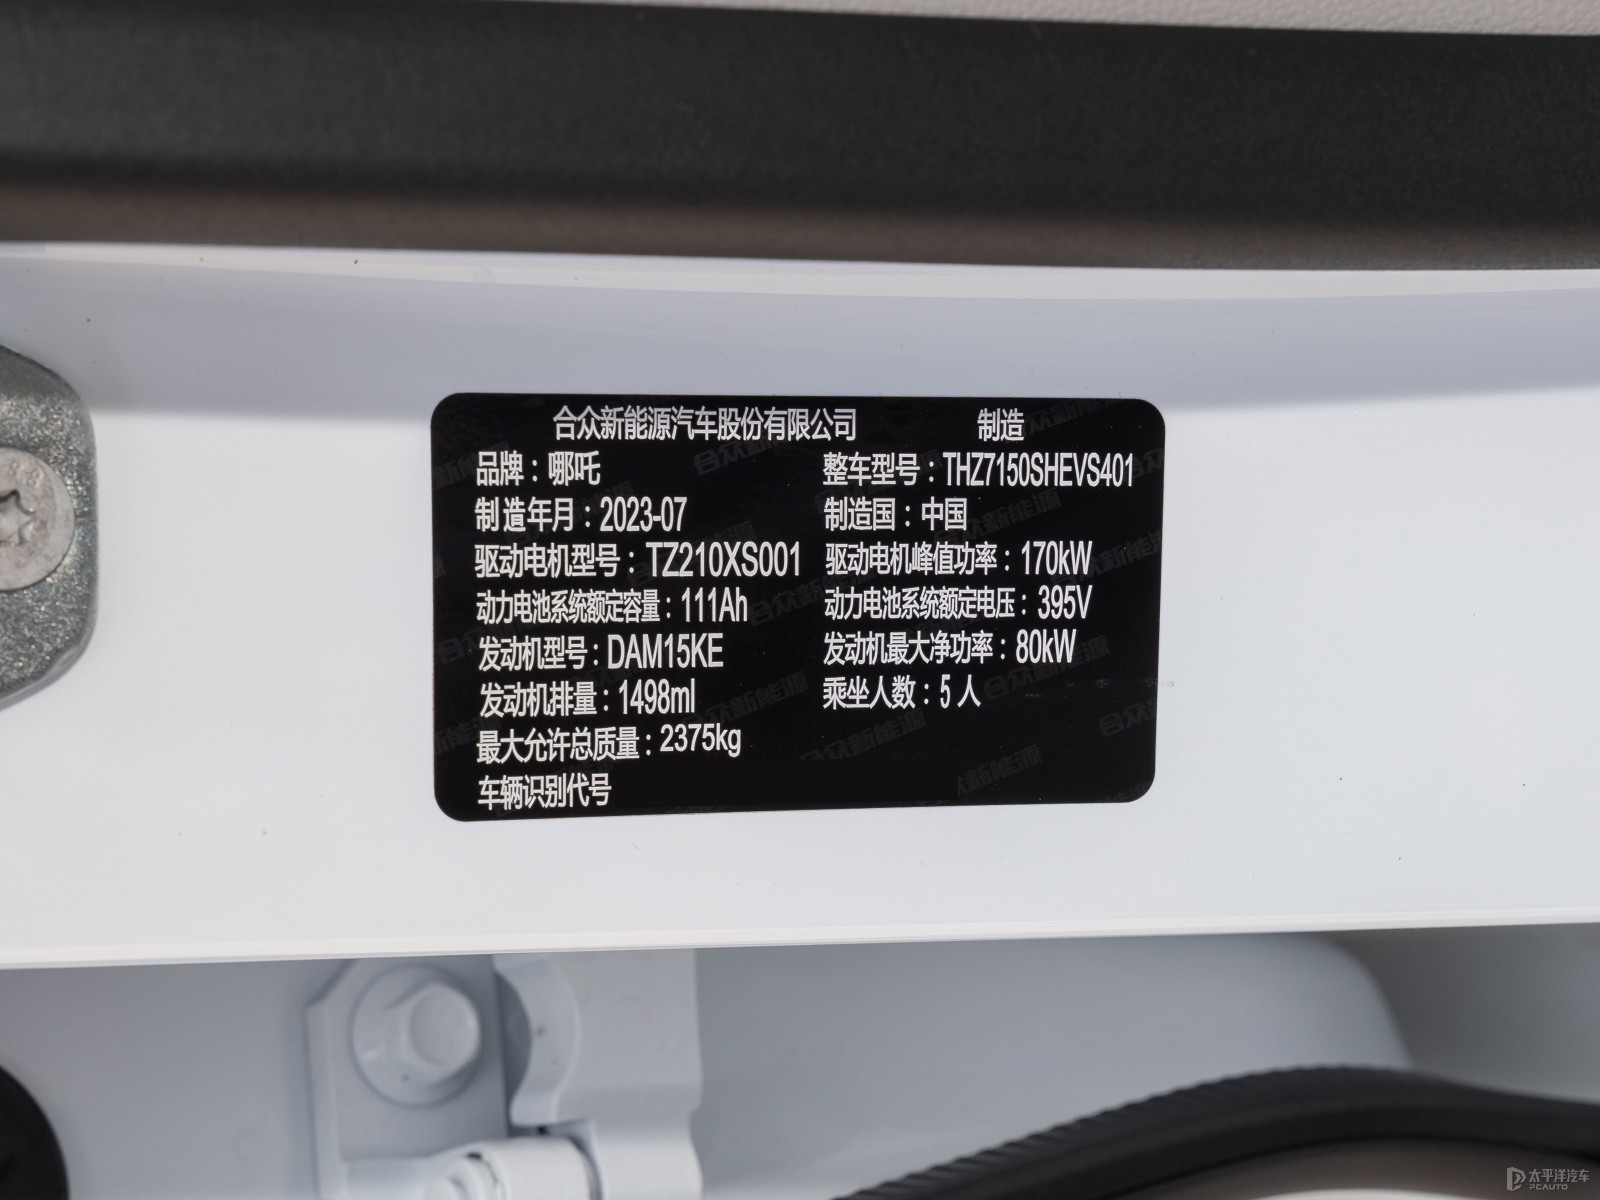 合众新能源汽车股份有限公司 制造
品牌：哪吒 整车型号：THZ7150SHEVS401
制造年月：2023-07 制造国：中国
驱动电机型号：TZ210XS001 驱动电机峰值功率：170kW
动力电池系统额定容量：111Ah 动力电池系统额定电压：395V
发动机型号：DAM15KE 发动机最大净功率：80kW
发动机排量：1498ml 乘坐人数：5人
最大允许总质量：2375kg
车辆识别代号
太平洋汽车
PCAUTO